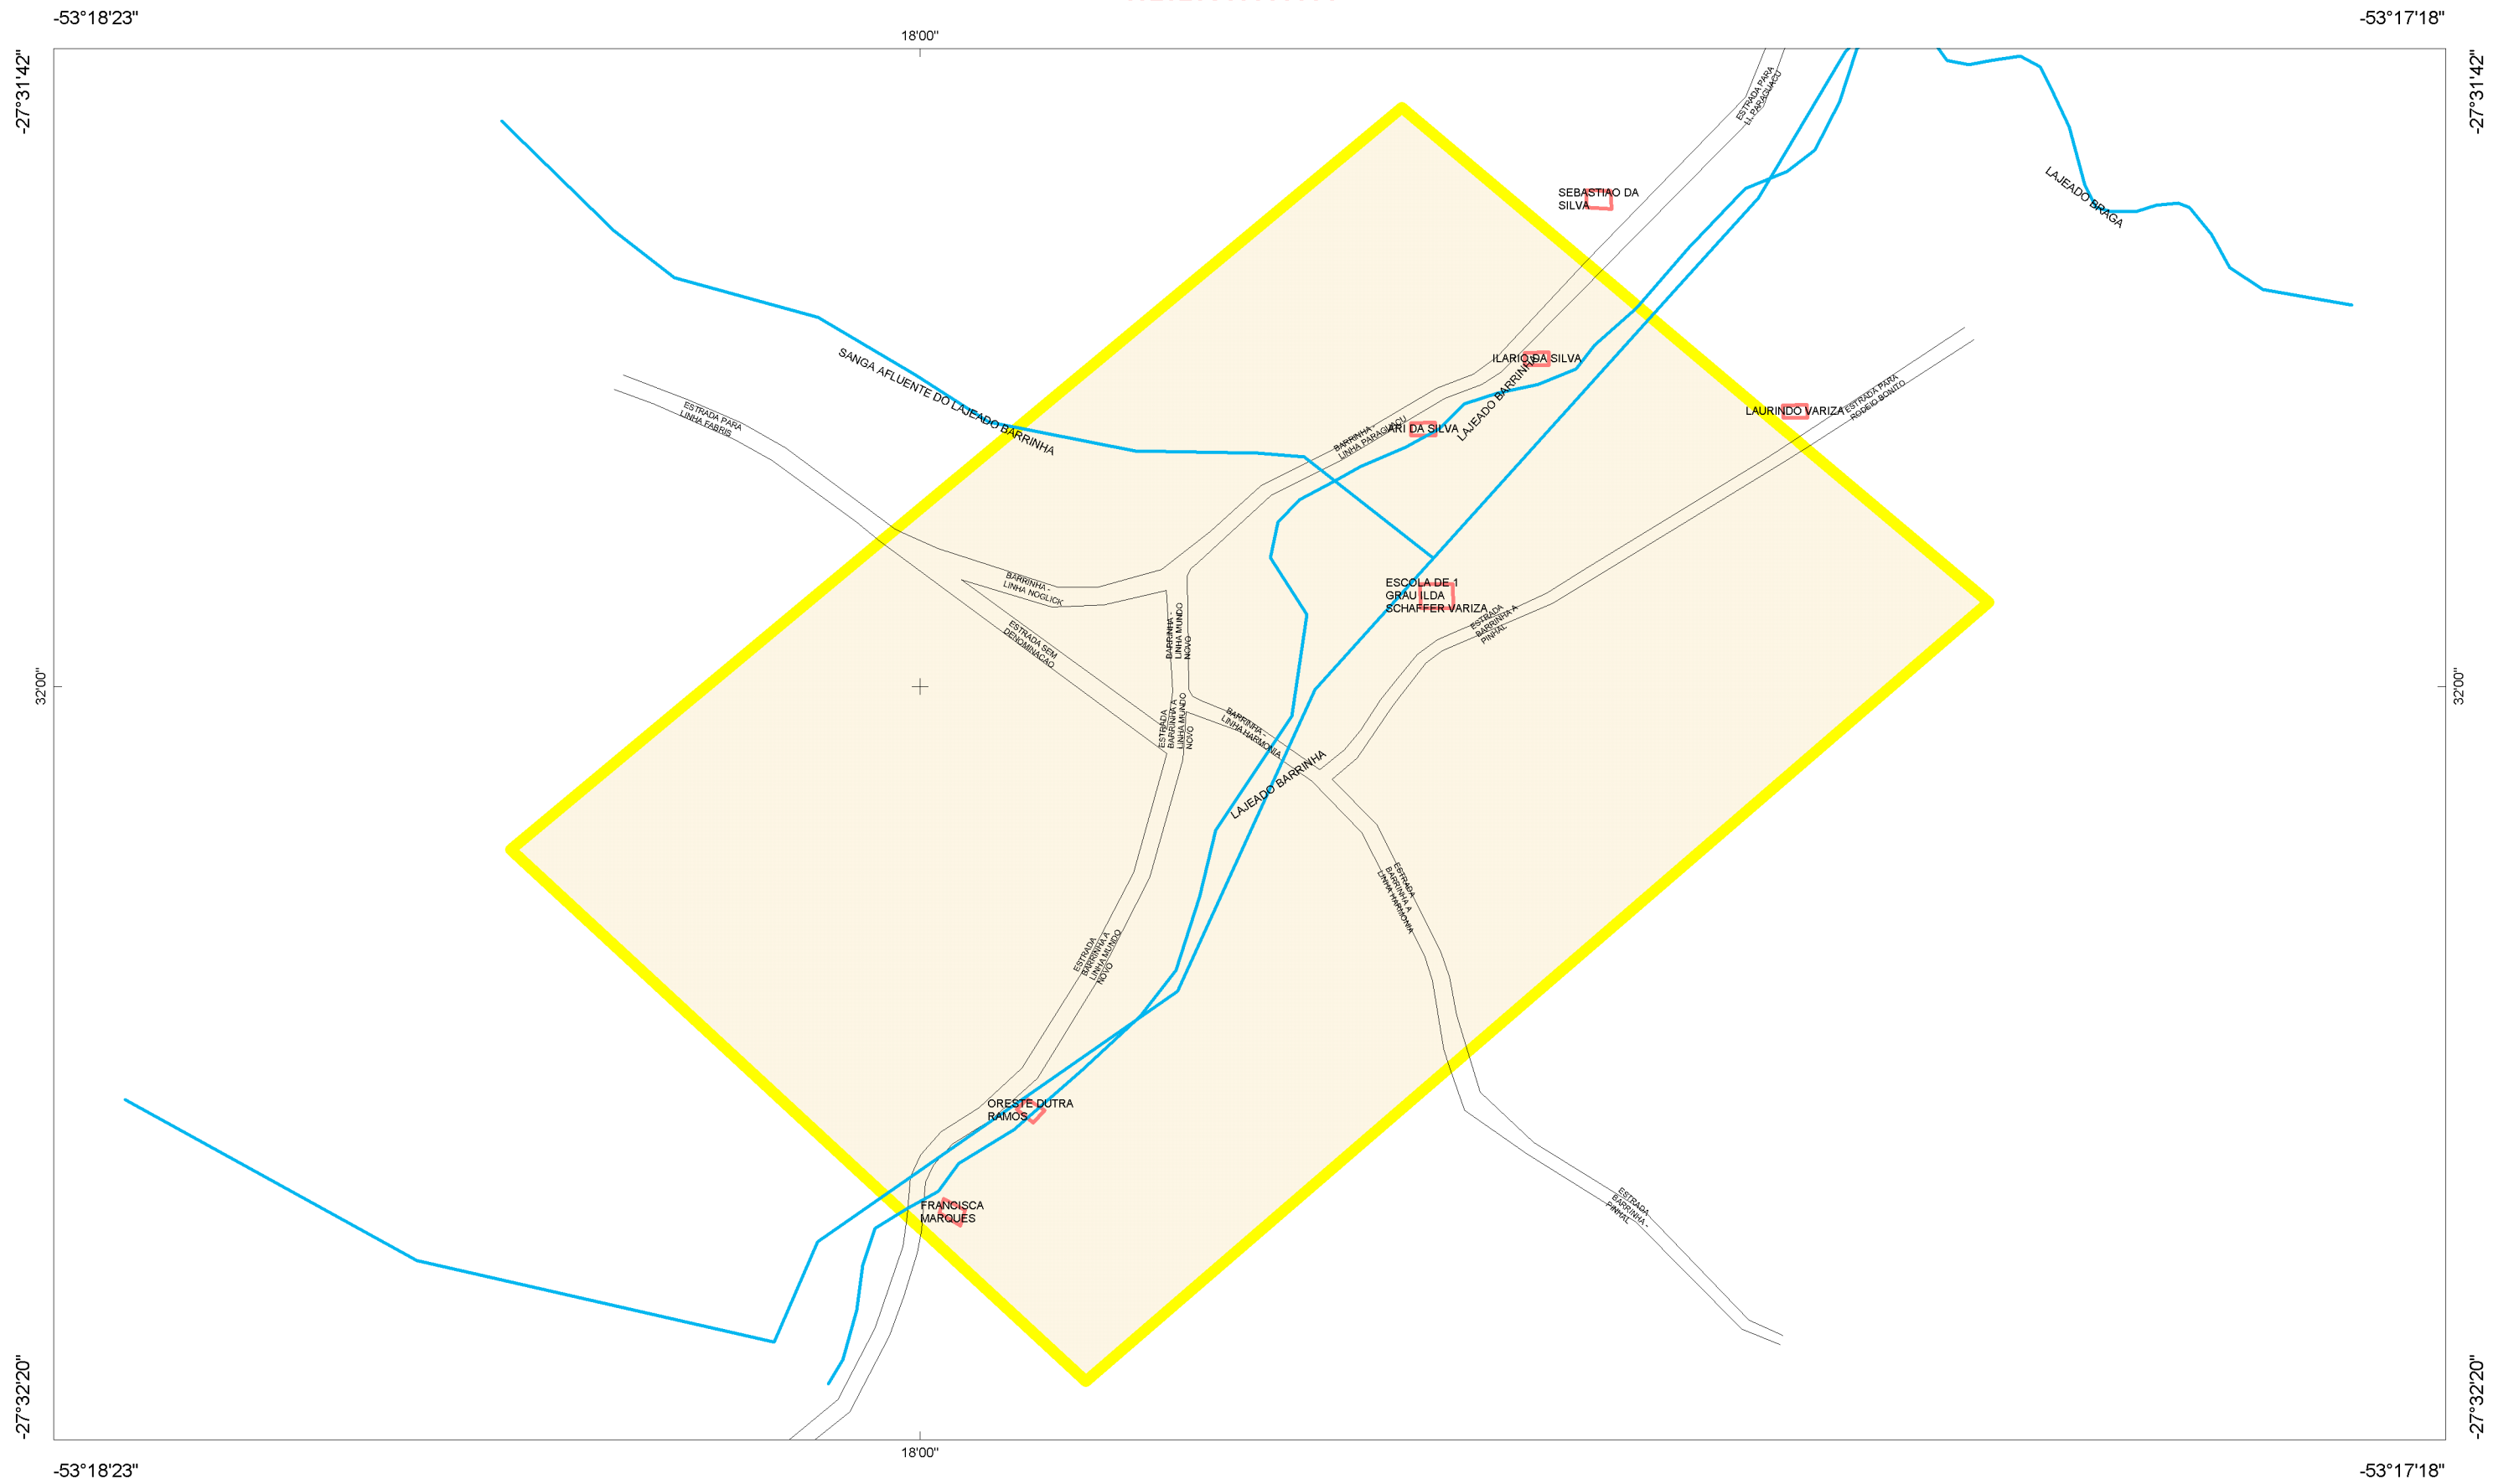 -53°18'23"
-53°17'18"
18'00"
-27°31'42"
-27°31'42"
ESTRADA PARA
LI. PARAGUACU
SEBASTIAO DA
SILVA
LAJEADO BRAGA
SANGA AFLUENTE DO LAJEADO BARRINHA
ILARIO DA SILVA
LAJEADO BARRINHA
ESTRADA PARA
LINHA FABRIS
BARRINHA -
LINHA PARAGUACU
ARI DA SILVA
LAURINDO VARIZA
ESTRADA PARA
RODEIO BONITO
BARRINHA -
LINHA NOGLICK
ESCOLA DE 1
GRAU ILDA
SCHAFFER VARIZA
ESTRADA
BARRINHA A
PINHAL
ESTRADA SEM
DENOMINACAO
BARRINHA -
LINHA MUNDO
NOVO
32'00"
32'00"
ESTRADA
BARRINHA A
LINHA MUNDO
NOVO
BARRINHA -
LINHA HARMONIA
LAJEADO BARRINHA
ESTRADA
BARRINHA A
LINHA HARMONIA
ESTRADA
BARRINHA A
LINHA MUNDO
NOVO
ORESTE DUTRA
RAMOS
FRANCISCA
MARQUES
ESTRADA
BARRINHA -
PINHAL
-27°32'20"
-27°32'20"
18'00"
-53°18'23"
-53°17'18"